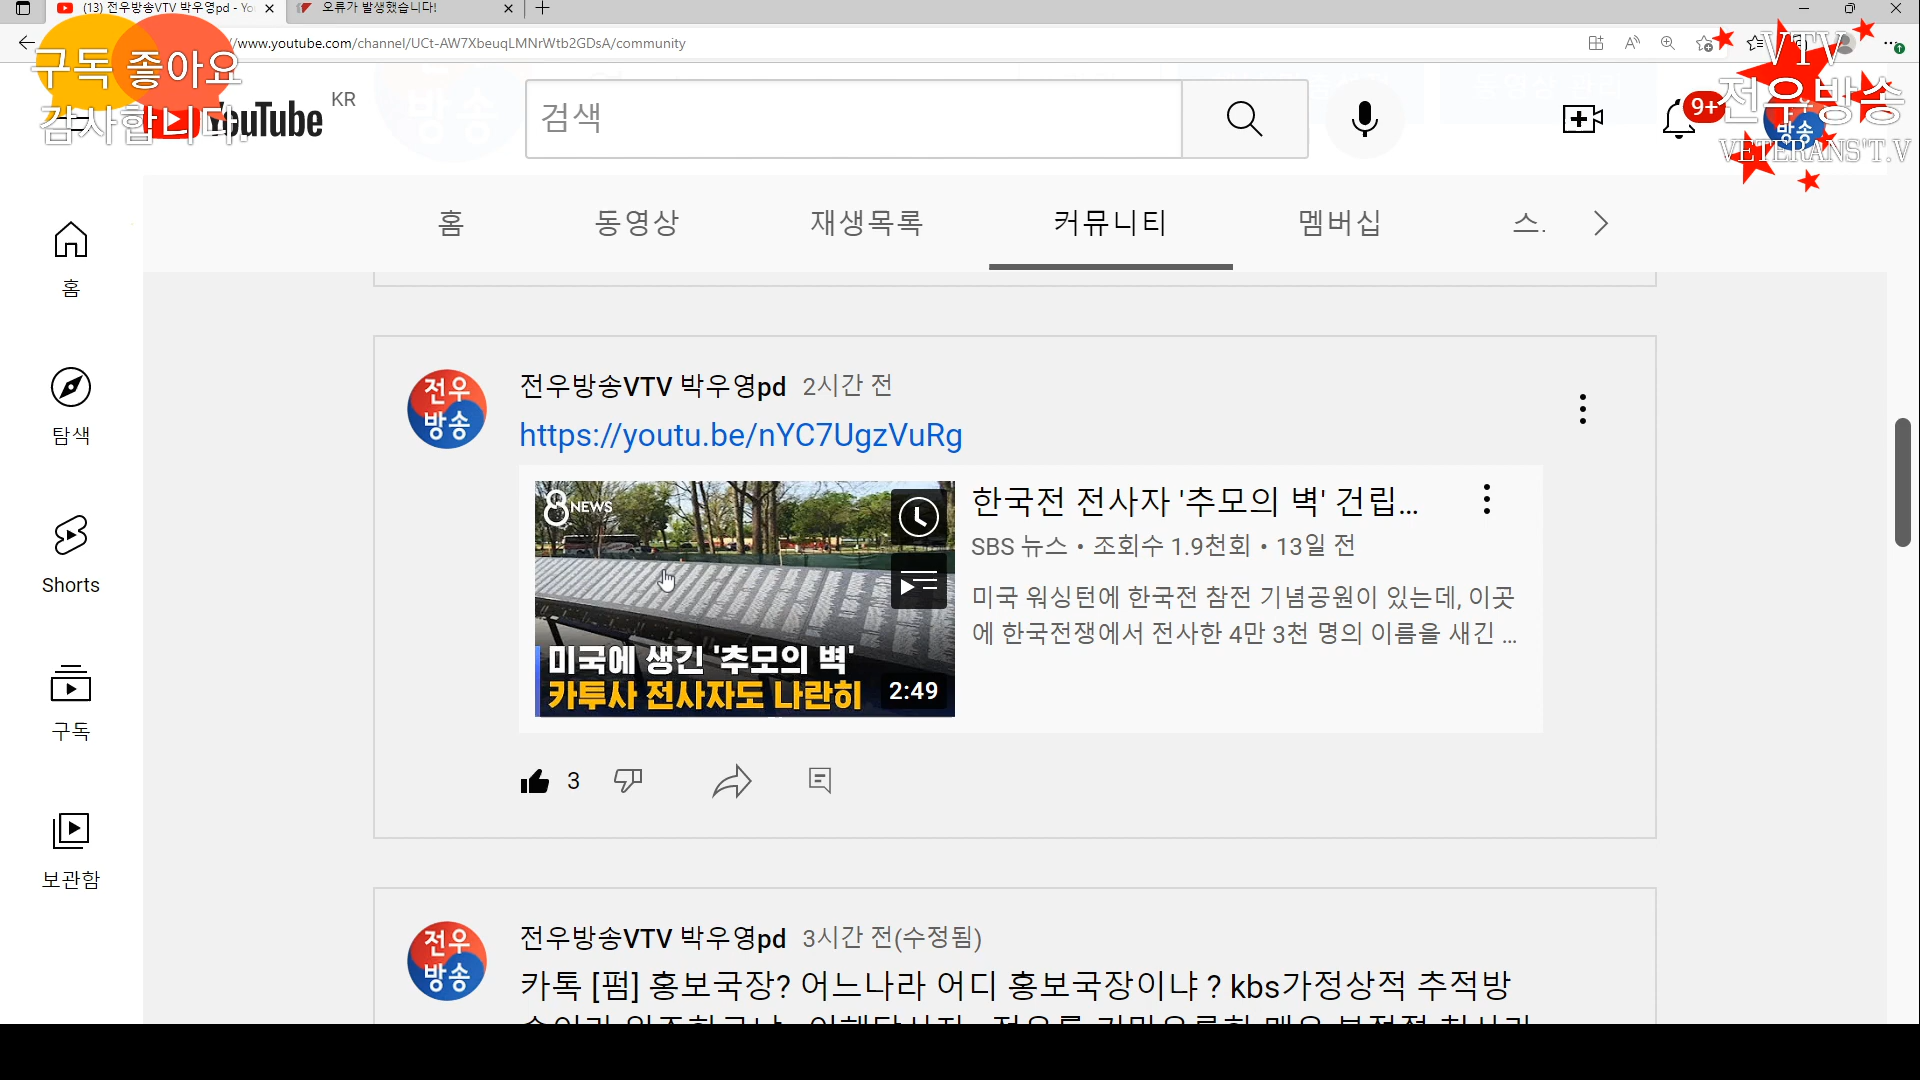 (13) 전우방송VTV 박우영pd - Yo
오류가 발생했습니다!
/www.youtube.com/channel/UCt-AW7XbeuqLMNrWtb2GDsA/community
구독 좋아요
감사합니다.
VTV
전우방송
VETERANS'T.V
YouTube KR
검색
9+
방송
홈 동영상 재생목록 커뮤니티 멤버십 스.
홈
탐색
Shorts
구독
보관함
전우
방송
전우방송VTV 박우영pd 2시간 전
https://youtu.be/nYC7UgzVuRg
8 NEWS
미국에 생긴 '추모의 벽'
카투사 전사자도 나란히
2:49
한국전 전사자 '추모의 벽' 건립...
SBS 뉴스 • 조회수 1.9천회 • 13일 전
미국 워싱턴에 한국전 참전 기념공원이 있는데, 이곳
에 한국전쟁에서 전사한 4만 3천 명의 이름을 새긴 ...
3
전우
방송
전우방송VTV 박우영pd 3시간 전(수정됨)
카톡 [펌] 홍보국장? 어느나라 어디 홍보국장이냐 ? kbs가정상적 추적방